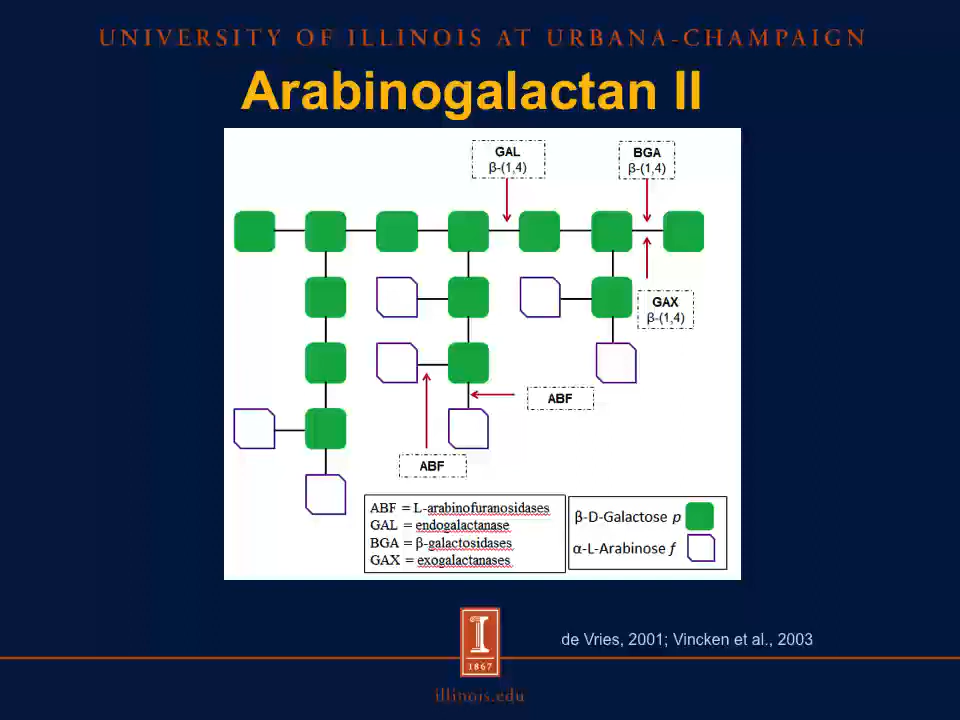 UNIVERSITY OF ILLINOIS AT URBANA-CHAMPAIGN
Arabinogalactan II
GAL
β-(1,4)
BGA
β-(1,4)
GAX
β-(1,4)
ABF
ABF
ABF = L-arabinofuranosidases
GAL = endogalactanase
BGA = β-galactosidases
GAX = exogalactanases
β-D-Galactose p
α-L-Arabinose f
de Vries, 2001; Vincken et al., 2003
I
1867
illinois.edu